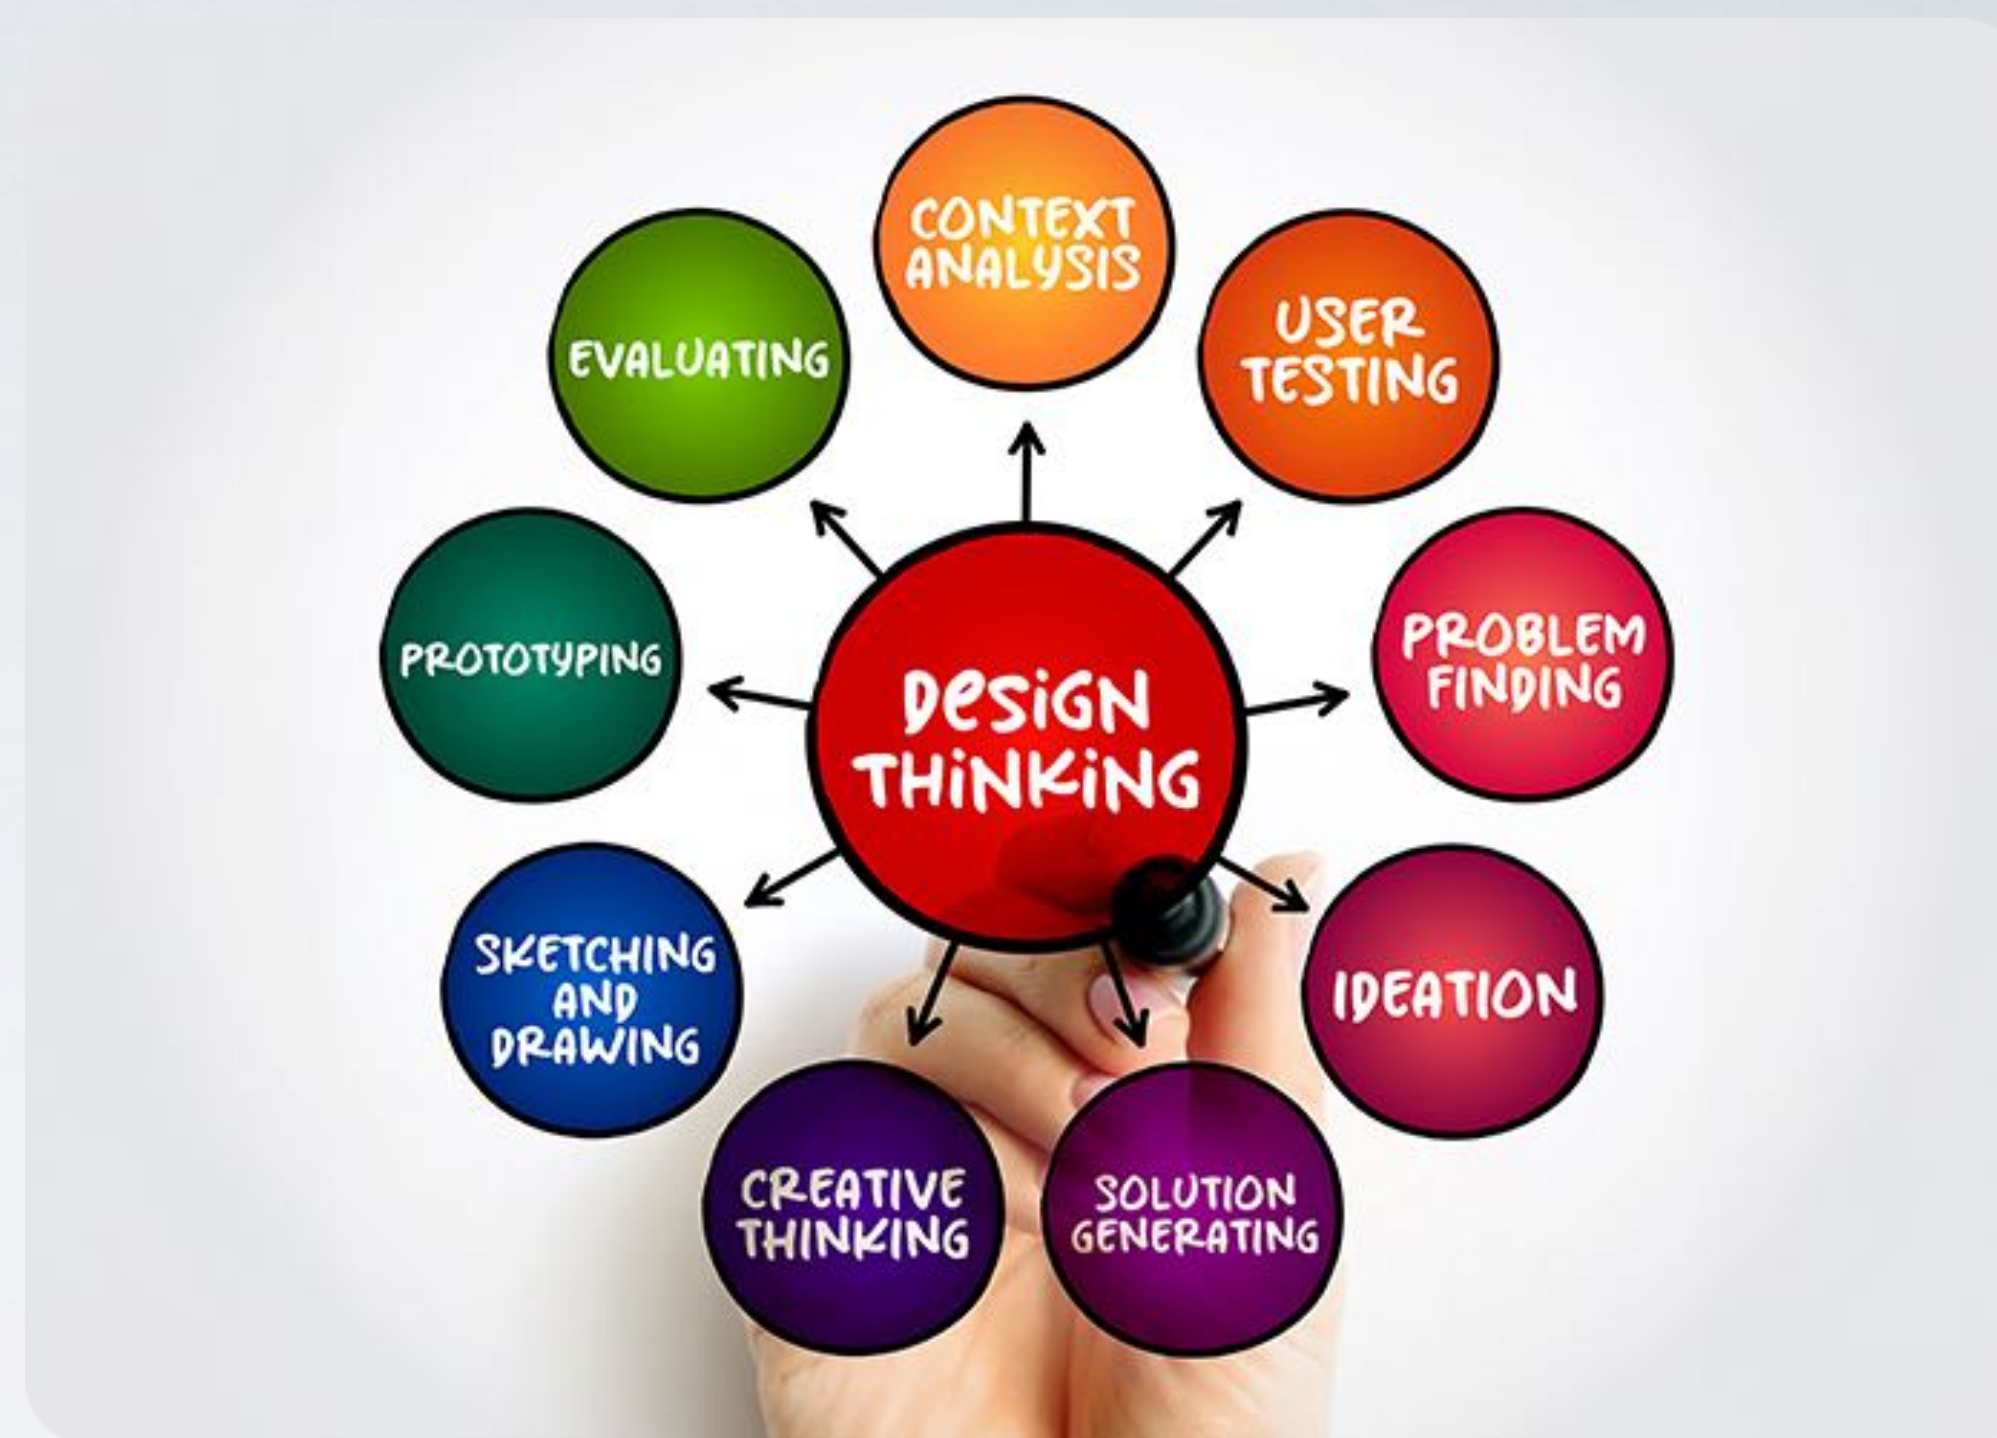 CONTEXT
ANALYSIS
USER
TESTING
PROBLEM
FINDING
IDEATION
SOLUTION
GENERATING
CREATIVE
THINKING
SKETCHING
AND
DRAWING
PROTOTYPING
EVALUATING
DeSiGN
THiNKiNG